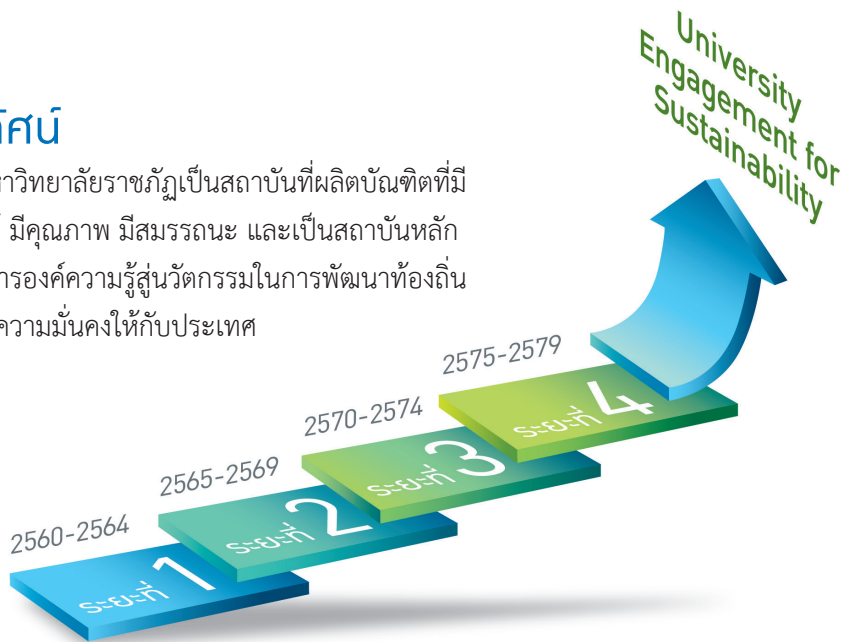 University
Engagement for
Sustainability
วิทยาลัยราชภัฏเป็นสถาบันที่ผลิตบัณฑิตที่มี
มีคุณภาพ มีสมรรถนะ และเป็นสถาบันหลัก
องค์ความรู้สู่นวัตกรรมในการพัฒนาท้องถิ่น
ความมั่นคงให้กับประเทศ
2575-2579
ระยะที่ 4
2570-2574
ระยะที่ 3
2565-2569
ระยะที่ 2
2560-2564
ระยะที่ 1